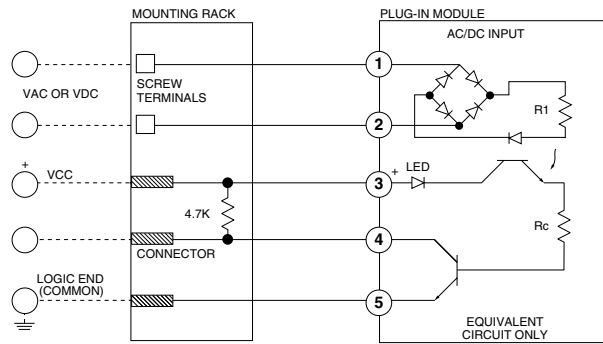 MOUNTING RACK
PLUG-IN MODULE
AC/DC INPUT
1
VAC OR VDC
SCREW
TERMINALS
R1
2
+
VCC
3
+
LED
4.7K
Rc
4
CONNECTOR
LOGIC END
(COMMON)
5
EQUIVALENT
CIRCUIT ONLY